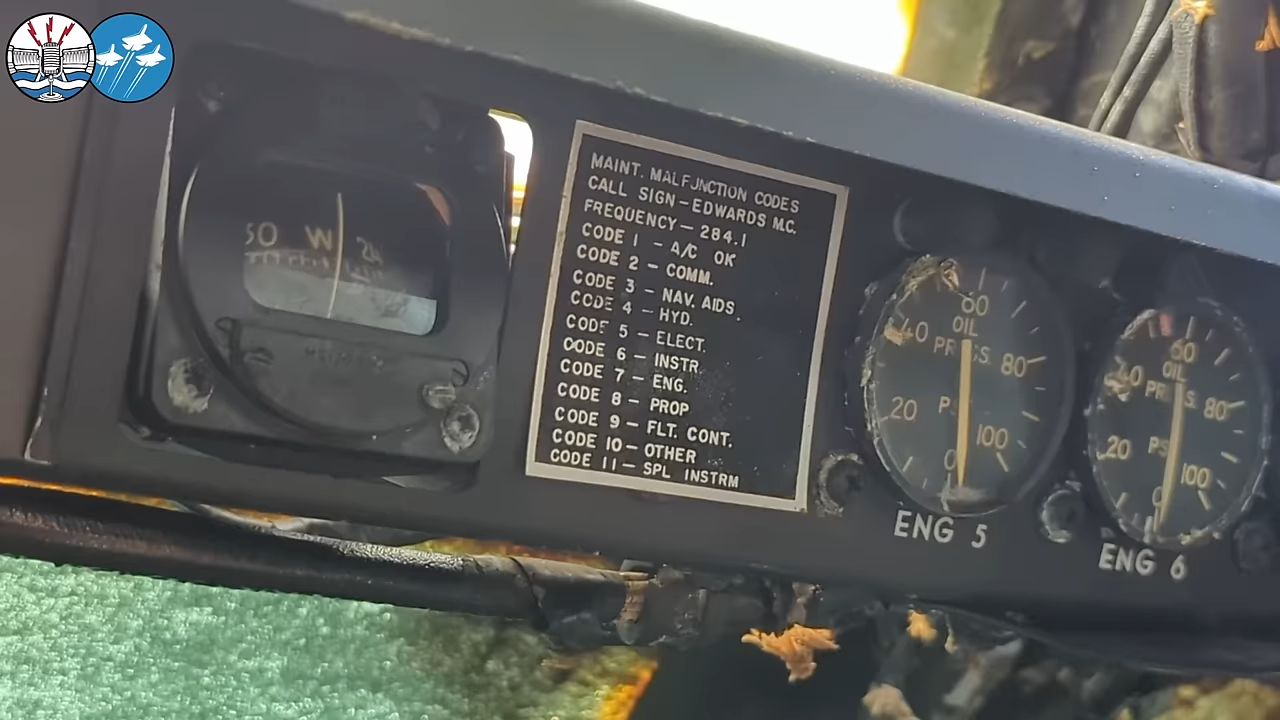 50 W 24
MAINT. MALFUNCTION CODES
CALL SIGN-EDWARDS M.C.
FREQUENCY-284.1
CODE 1 - A/C OK
CODE 2 - COMM.
CODE 3 - NAV. AIDS.
CODE 4 - HYD.
CODE 5 - ELECT.
CODE 6 - INSTR.
CODE 7 - ENG.
CODE 8 - PROP
CODE 9 - FLT. CONT.
CODE 10 - OTHER
CODE 11 - SPL INSTRM
60
OIL
40 PRESS. 80
20 PSI 100
0
ENG 5
60
OIL
40 PRESS. 80
20 PSI 100
0
ENG 6